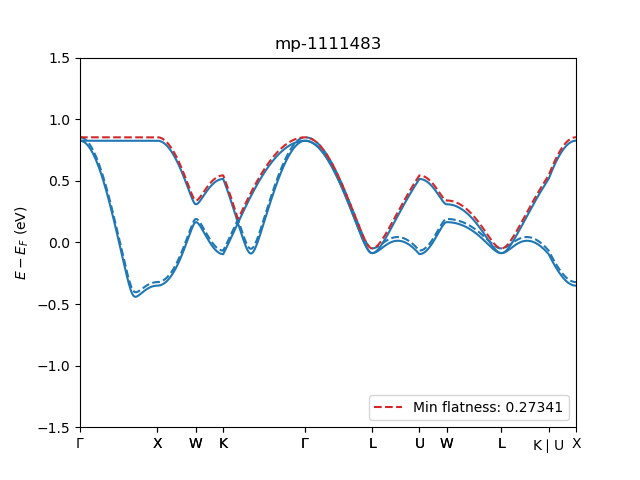 mp-1111483
E − E_F (eV)
1.5
1.0
0.5
0.0
−0.5
−1.0
−1.5
Min flatness: 0.27341
Γ X W K Γ L U W L K | U X